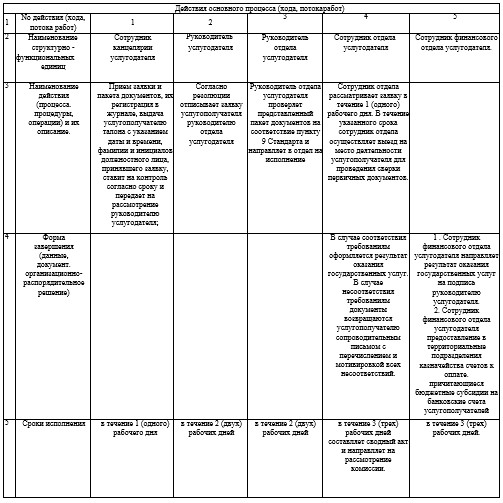 Действия основного процесса (хода, потокаработ)
1
No действия (хода,
потока работ)
1
2
3
4
5
2
Наименование
структурно -
функциональных
единиц
Сотрудник
канцелярии
услугодателя
Руководитель
услугодателя
Руководитель
отдела
услугодателя
Сотрудник отдела
услугодателя
Сотрудник финансового
отдела услугодателя.
3
Наименование
действия
(процесса.
процедуры,
операции) и их
описание.
Прием заявки и
пакета документов, их
регистрация в
журнале, выдача
услугополучателю
талона с указанием
даты и времени,
фамилии и инициалов
должностного лица,
принявшего заявку,
ставит на контроль
согласно сроку и
передает на
рассмотрение
руководителю
услугодателя;
Согласно
резолюции
отписывает заявку
услугополучателя
руководителю
отдела
услугодателя
Руководитель отдела
услугодателя
проверяет
представленный
пакет документов на
соответствие пункту
9 Стандарта и
направляет в отдел на
исполнение
Сотрудник отдела
рассматривает заявку в
течение 1 (одного)
рабочего дня. В течение
указанного срока
сотрудник отдела
осуществляет выезд на
место деятельности
услугополучателя для
проведения сверки
первичных документов.
4
Форма
завершения
(данные,
документ.
организационно-
распорядительное
решение)
В случае соответствия
требованиям
оформляется результат
оказания
государственных услуг.
В случае
несоответствия
требованиям
документы
возвращаются
услугополучателю
сопроводительным
письмом с
перечислением и
мотивировкой всех
несоответствий.
1 . Сотрудник
финансового отдела
услугодателя направляет
результат оказания
государственных услуг
на подпись
руководителю
услугодателя.
2. Сотрудник
финансового отдела
услугодателя
предоставление в
территориальные
подразделения
казначейства счетов к
оплате.
причитающиеся
бюджетные субсидии на
банковские счета
услугополучателей
5
Сроки исполнения
в течение 1 (одного)
рабочего дня
в течение 2 (двух)
рабочих дней
в течение 2 (двух)
рабочих дней
в течение 3 (трех)
рабочих дней
составляет сводный акт
и направляет на
рассмотрение
комиссии.
в течение 3 (трех)
рабочих дней.